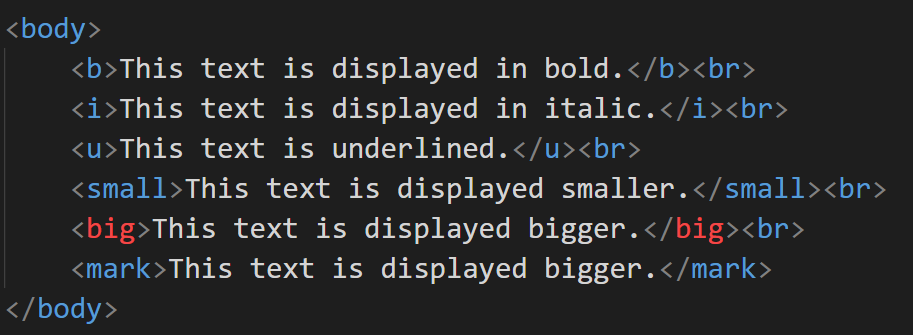 <body>
<b>This text is displayed in bold.</b><br>
<i>This text is displayed in italic.</i><br>
<u>This text is underlined.</u><br>
<small>This text is displayed smaller.</small><br>
<big>This text is displayed bigger.</big><br>
<mark>This text is displayed bigger.</mark>
</body>